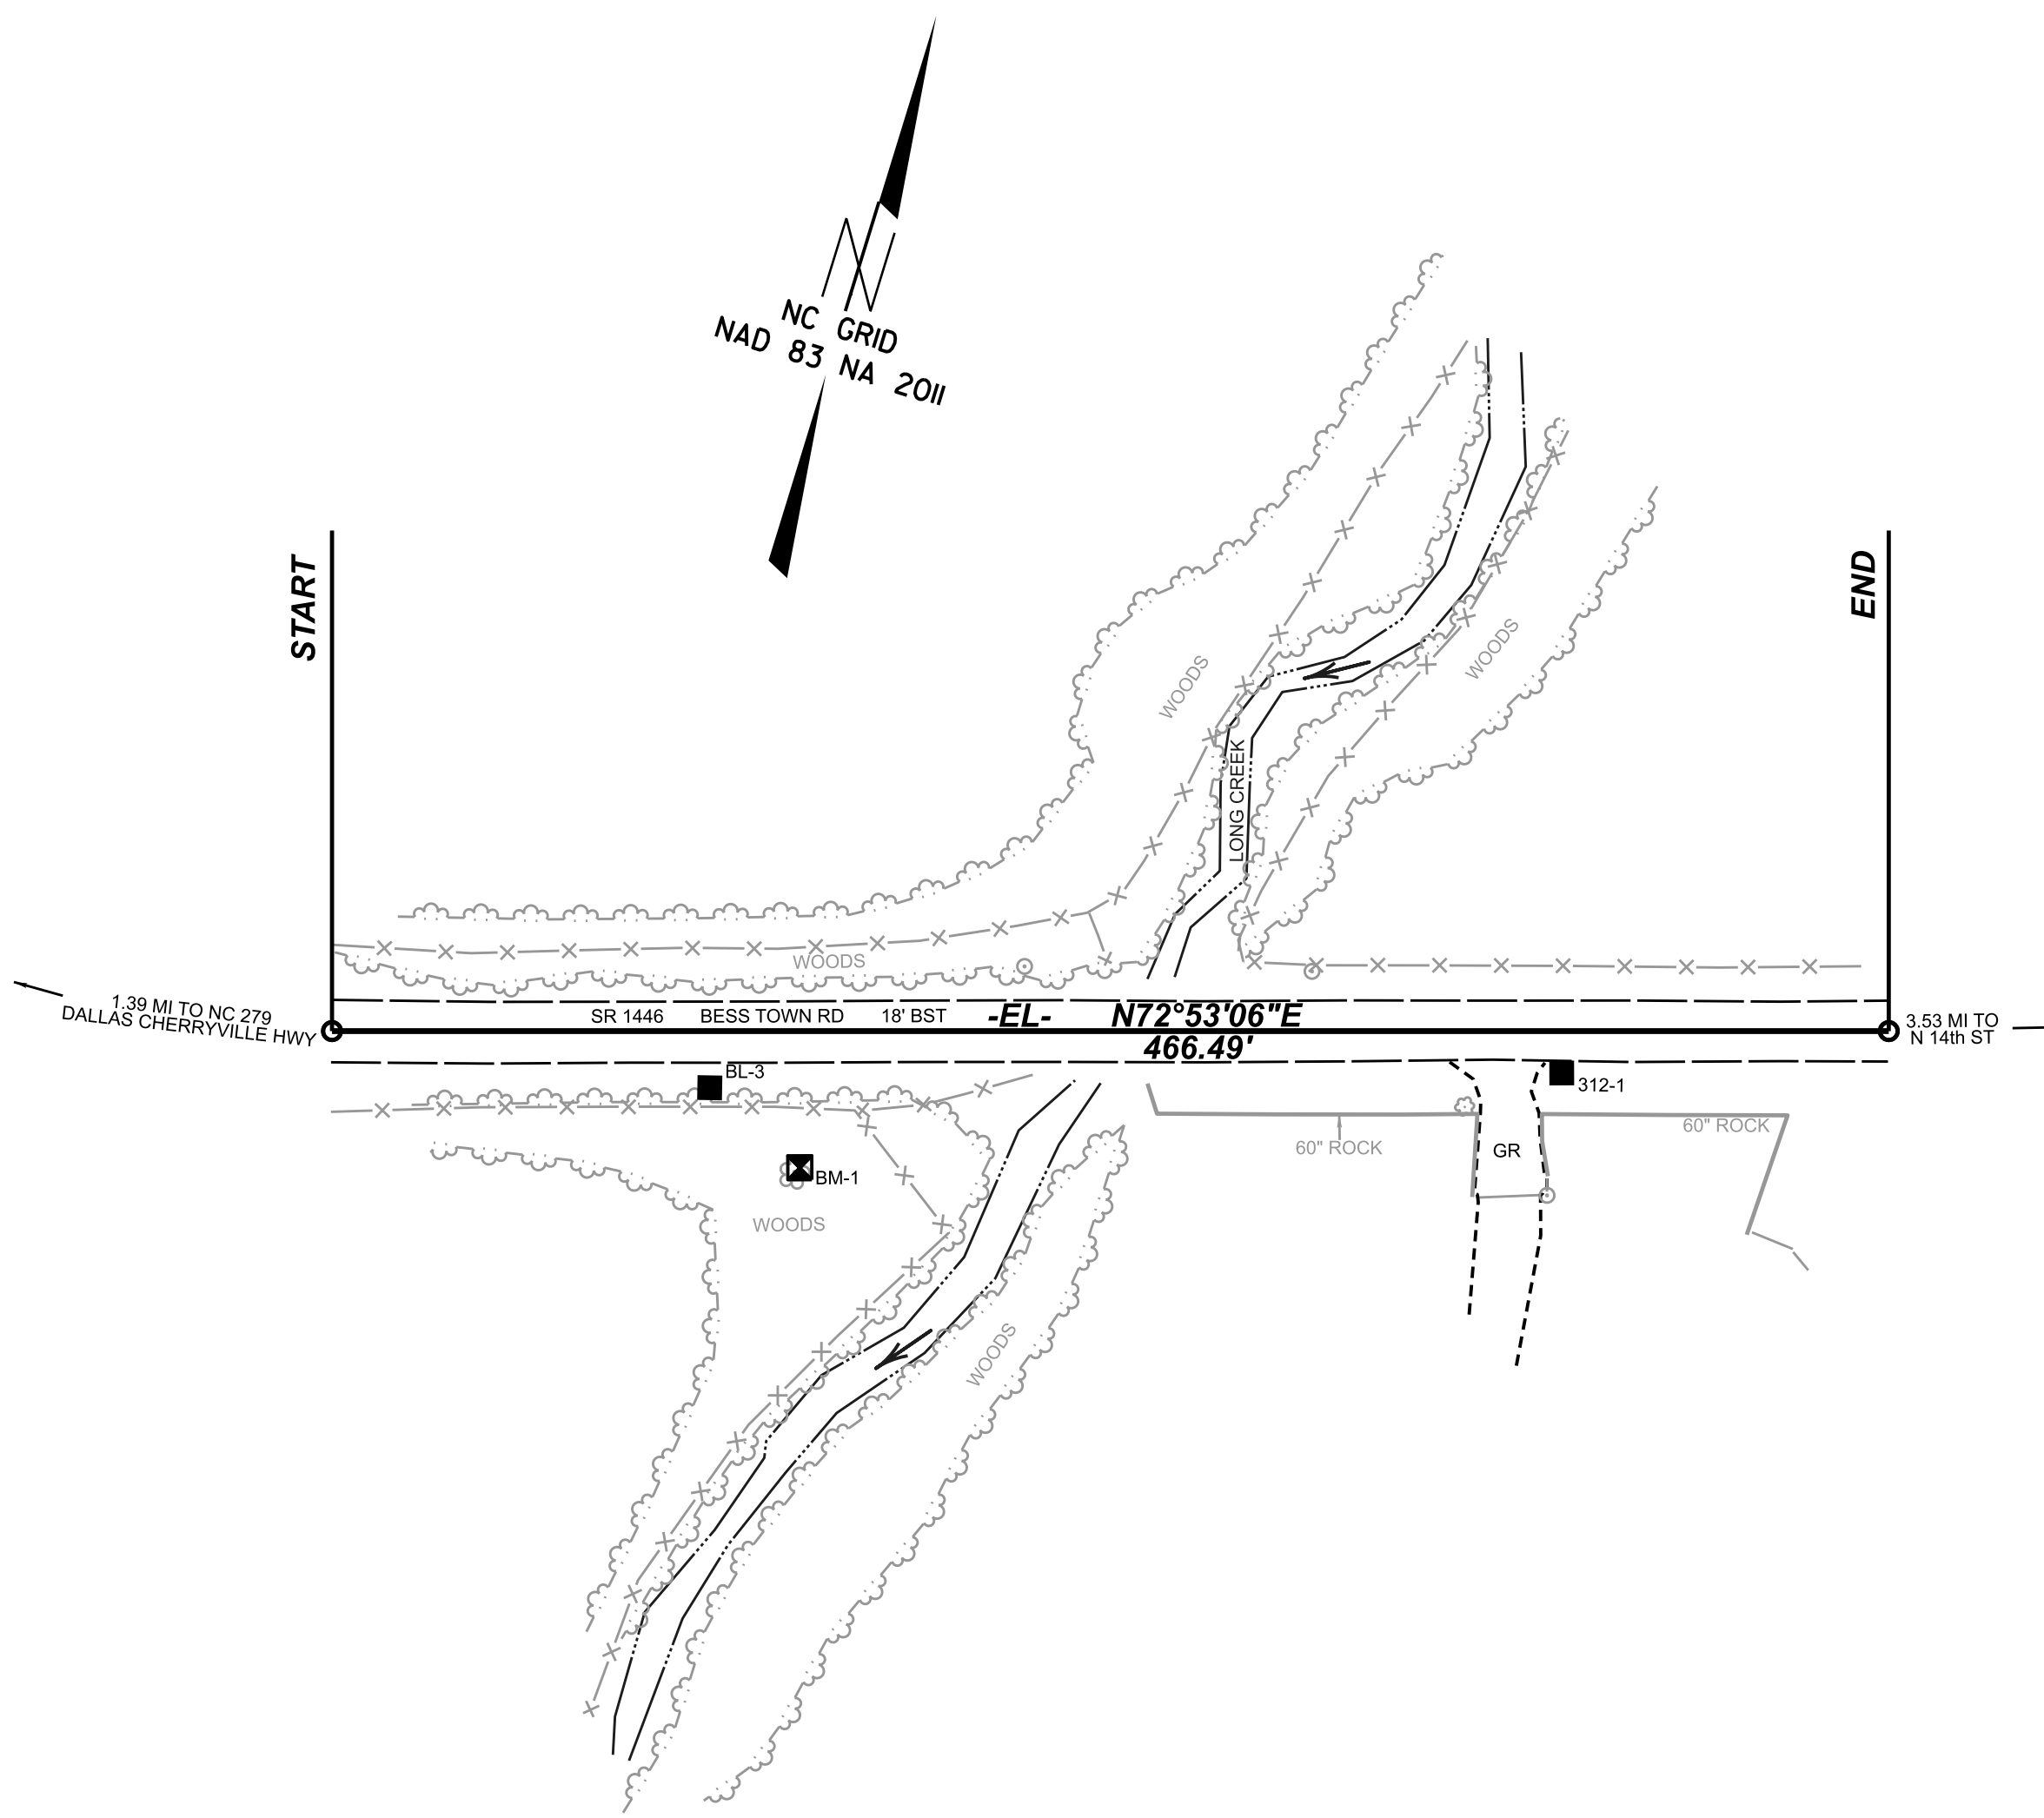 NC GRID
NAD 83 NA 2011
START
END
WOODS
WOODS
LONG CREEK
WOODS
1.39 MI TO NC 279
DALLAS CHERRYVILLE HWY
SR 1446 BESS TOWN RD 18' BST -EL- N72°53'06"E
466.49'
3.53 MI TO
N 14th ST
BL-3
312-1
60" ROCK
60" ROCK
GR
BM-1
WOODS
WOODS